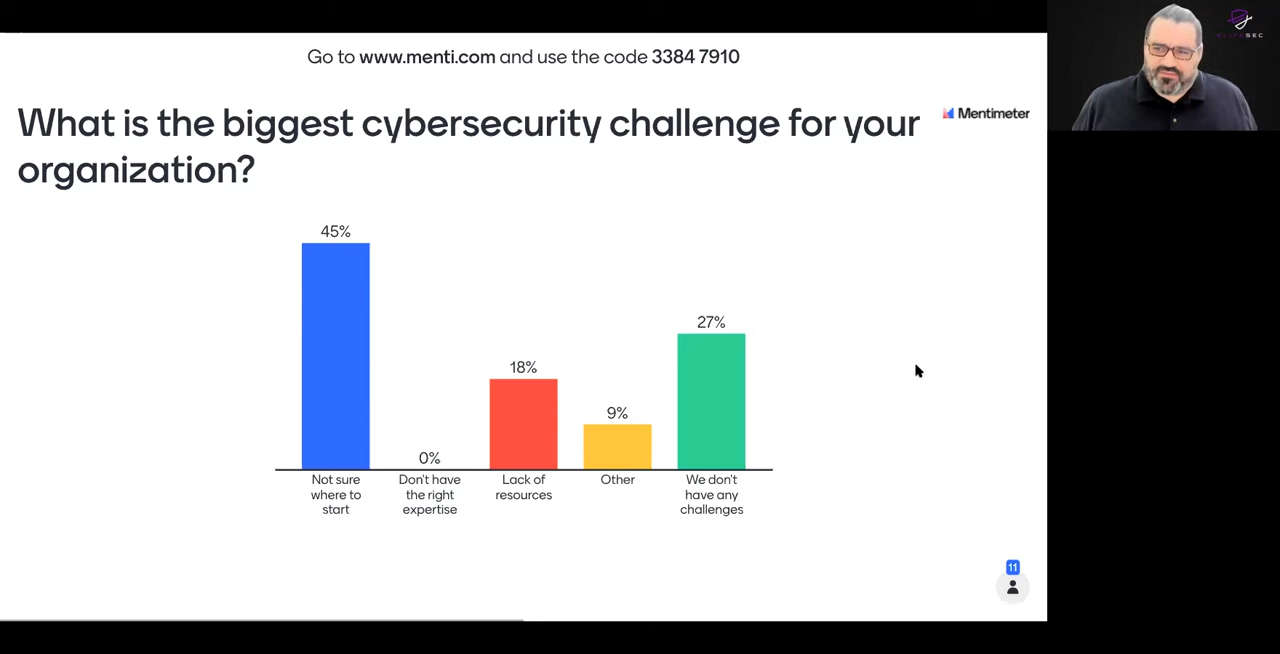 Go to www.menti.com and use the code 3384 7910
What is the biggest cybersecurity challenge for your
organization?
Mentimeter
45%
0%
18%
9%
27%
Not sure
where to
start
Don't have
the right
expertise
Lack of
resources
Other
We don't
have any
challenges
11